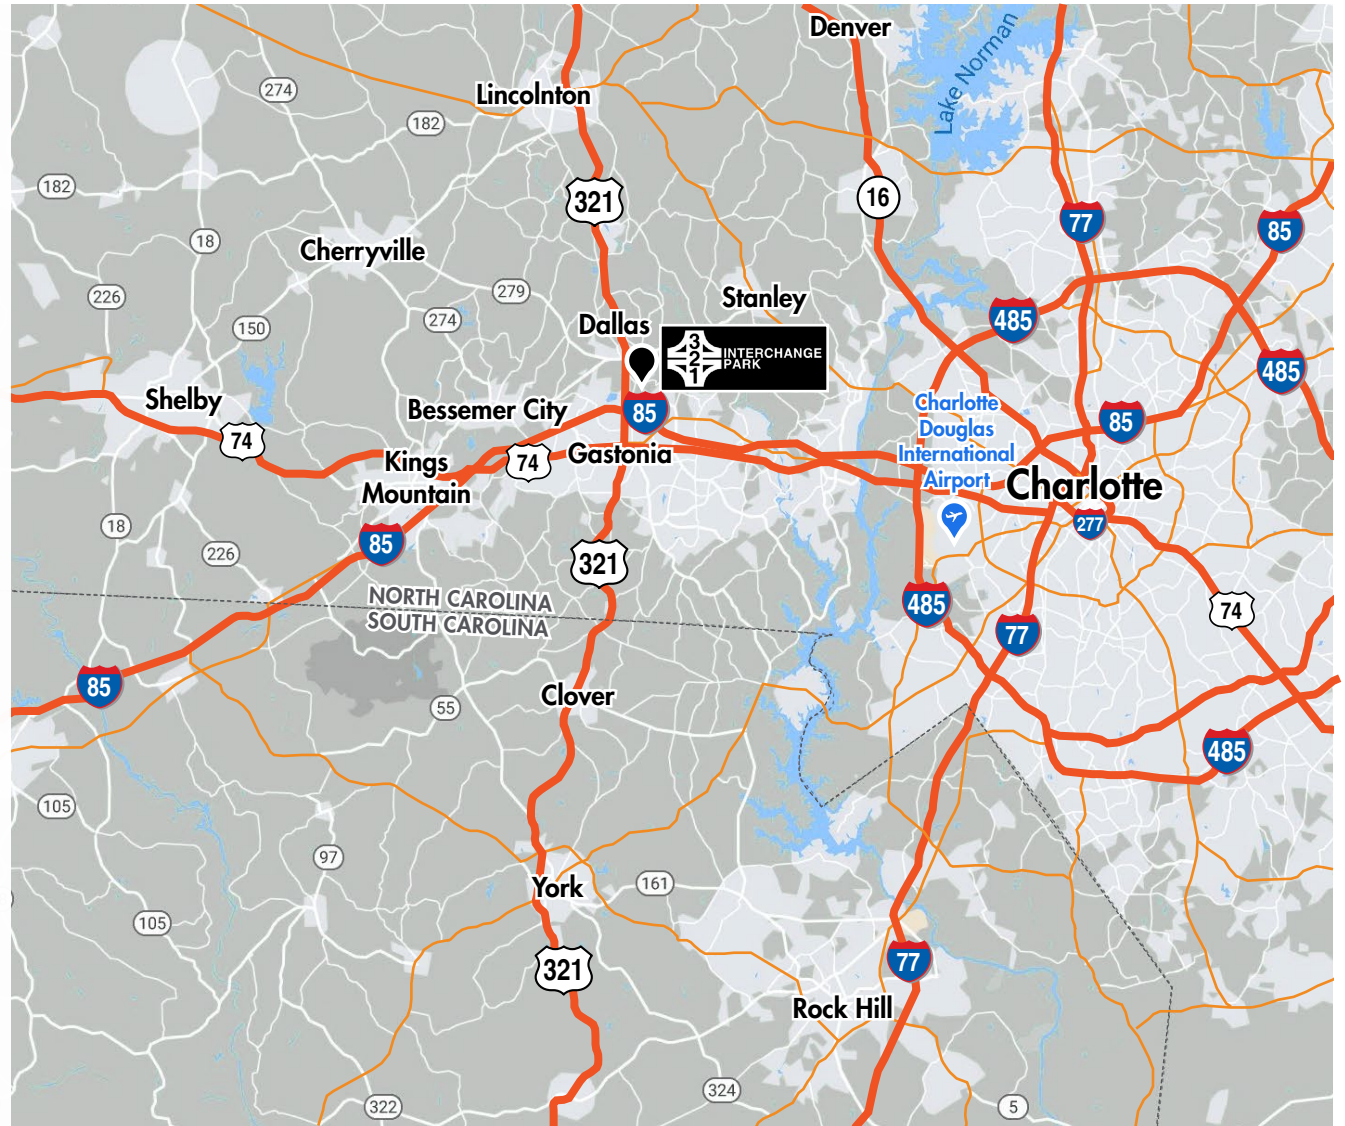 Denver
Lake Norman
274
Lincolnton
182
182
321
16
77
85
18
Cherryville
279
226
Stanley
274
150
Dallas
485
321
INTERCHANGE
PARK
485
Shelby
Bessemer City
85
Charlotte
Douglas
International
Airport
85
74
Kings
Mountain
74
Gastonia
Charlotte
277
18
226
85
321
NORTH CAROLINA
SOUTH CAROLINA
485
77
74
85
55
Clover
485
105
97
York
161
105
321
77
Rock Hill
324
322
5